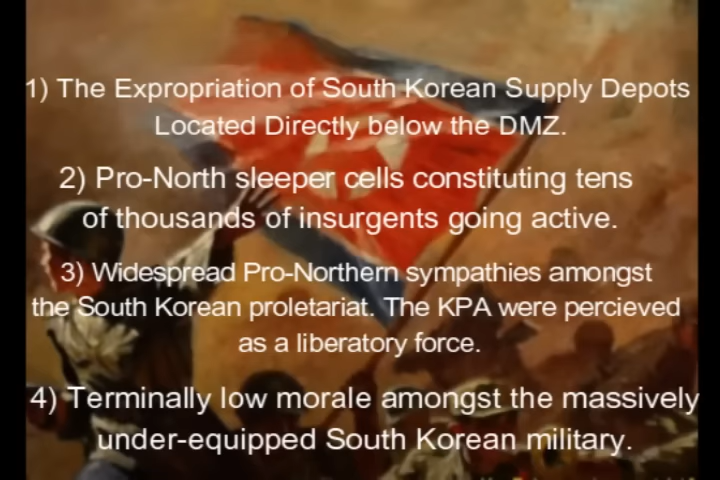 1) The Expropriation of South Korean Supply Depots
Located Directly below the DMZ.
2) Pro-North sleeper cells constituting tens
of thousands of insurgents going active.
3) Widespread Pro-Northern sympathies amongst
the South Korean proletariat. The KPA were percieved
as a liberatory force.
4) Terminally low morale amongst the massively
under-equipped South Korean military.